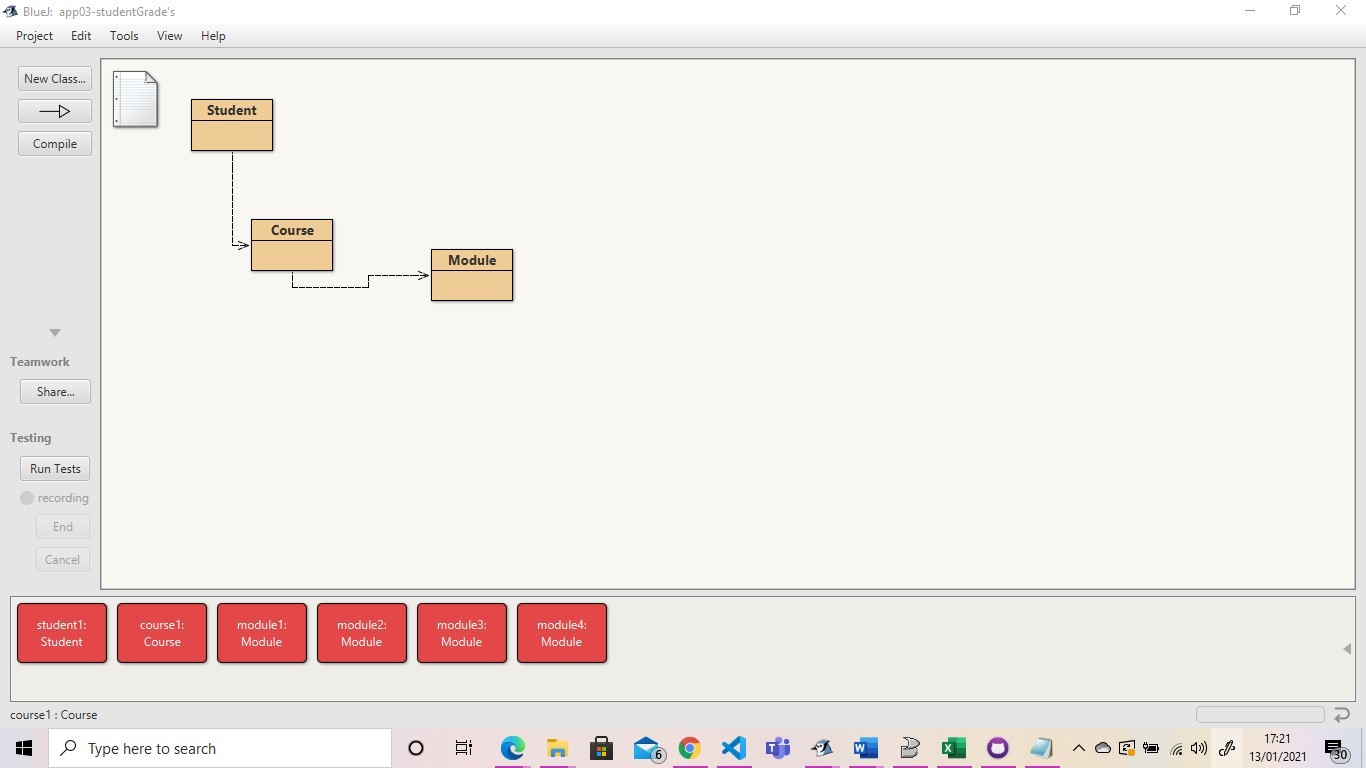 BlueJ: app03-studentGrade's
Project Edit Tools View Help
New Class...
Compile
Student
Course
Module
Teamwork
Share...
Testing
Run Tests
recording
End
Cancel
student1:
Student
course1:
Course
module1:
Module
module2:
Module
module3:
Module
module4:
Module
course1 : Course
Type here to search
6
17:21
13/01/2021
30